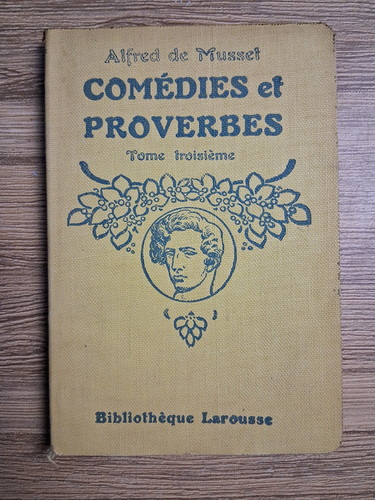 Alfred de Musset
COMÉDIES et
PROVERBES
Tome troisième
Bibliothèque Larousse